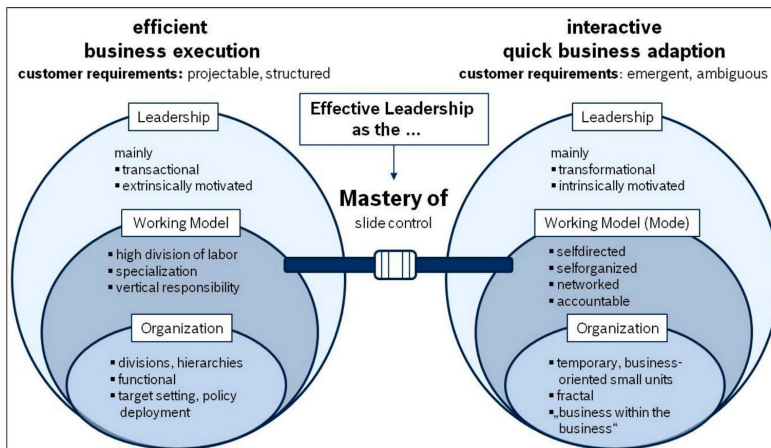 efficient
business execution
customer requirements: projectable, structured
Leadership
mainly
▪ transactional
▪ extrinsically motivated
Working Model
▪ high division of labor
▪ specialization
▪ vertical responsibility
Organization
▪ divisions, hierarchies
▪ functional
▪ target setting, policy
deployment
Effective Leadership
as the ...
Mastery of
slide control
interactive
quick business adaption
customer requirements: emergent, ambiguous
Leadership
mainly
▪ transformational
▪ intrinsically motivated
Working Model (Mode)
▪ selfdirected
▪ selforganized
▪ networked
▪ accountable
Organization
▪ temporary, business-
oriented small units
▪ fractal
▪ „business within the
business“